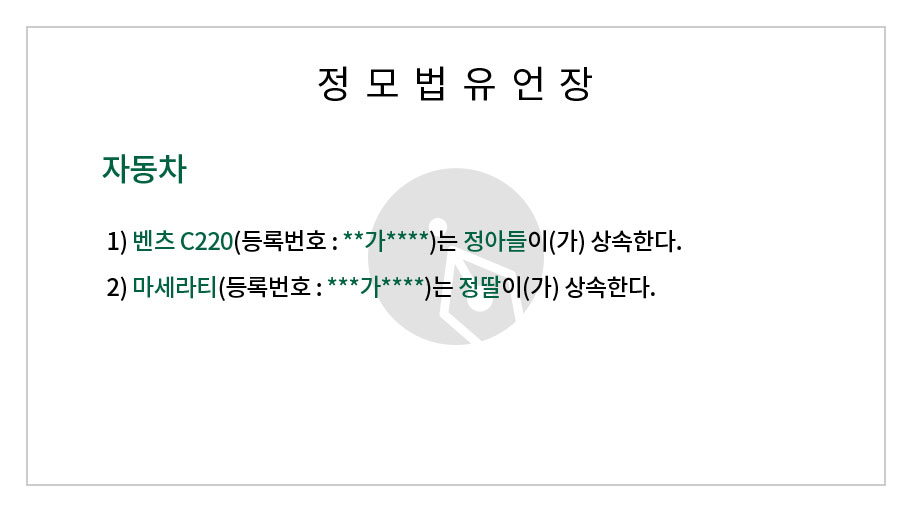 정 모 법 유 언 장
자동차
1) 벤츠 C220(등록번호 : **가****)는 정아들이(가) 상속한다.
2) 마세라티(등록번호 : ***가****)는 정딸이(가) 상속한다.